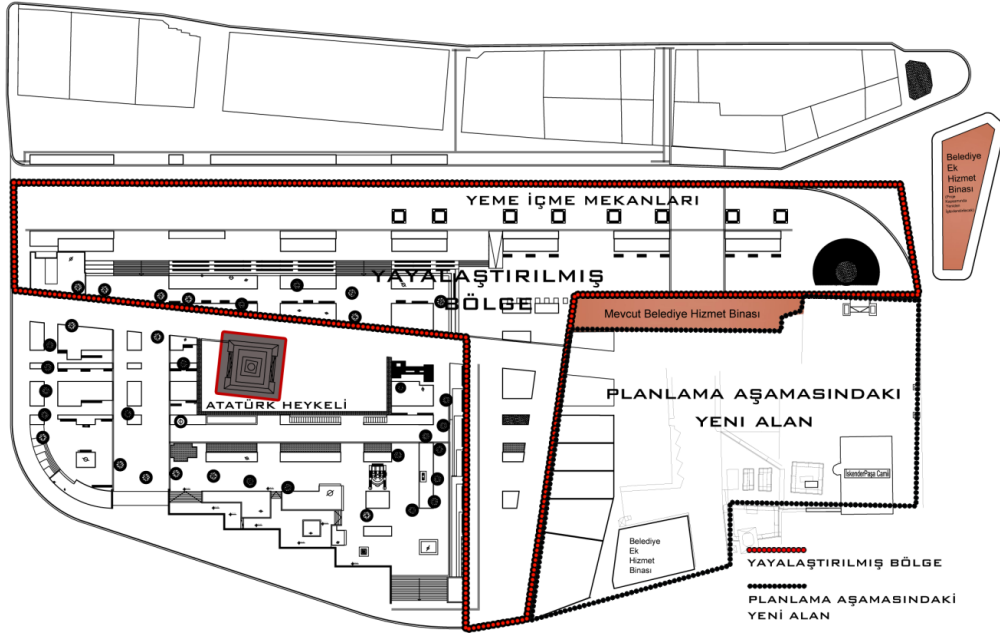 YEME İÇME MEKANLARI
YAYALAŞTIRILMIŞ
BÖLGE
Belediye
Ek
Hizmet
Binası
Mevcut Belediye Hizmet Binası
ATATÜRK HEYKELİ
PLANLAMA AŞAMASINDAKI
YENI ALAN
İskenderPaşa Camii
Belediye
Ek
Hizmet
Binası
YAYALAŞTIRILMIŞ BÖLGE
PLANLAMA AŞAMASINDAKİ
YENİ ALAN